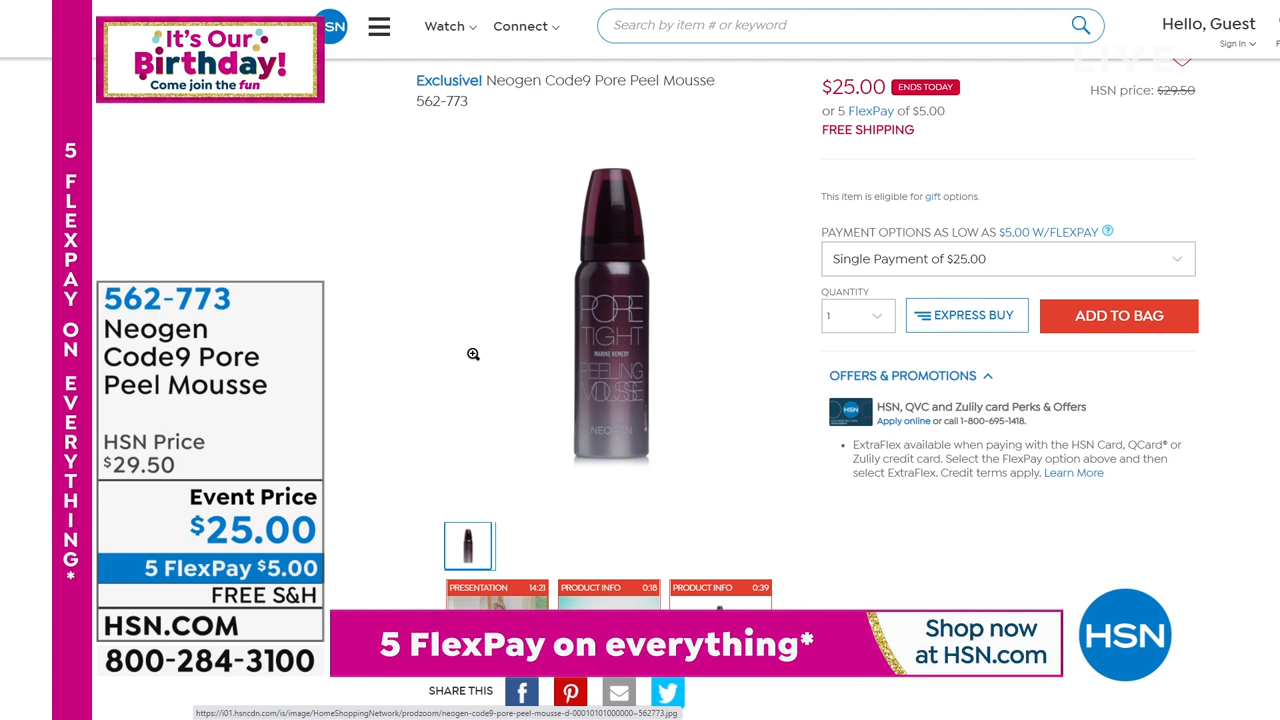 5 FLEXPAY ON EVERYTHING*
It's Our
Birthday!
Come join the fun
SN
Watch
Connect
Search by item # or keyword
Hello, Guest
Sign In
LIVE
Exclusive! Neogen Code9 Pore Peel Mousse
562-773
$25.00 ENDS TODAY
HSN price: $29.50
or 5 FlexPay of $5.00
FREE SHIPPING
This item is eligible for gift options.
PAYMENT OPTIONS AS LOW AS $5.00 W/FLEXPAY ?
Single Payment of $25.00
QUANTITY
1
EXPRESS BUY
ADD TO BAG
OFFERS & PROMOTIONS
HSN
HSN, QVC and Zulily card Perks & Offers
Apply online or call 1-800-695-1418.
• ExtraFlex available when paying with the HSN Card, QCard® or
Zulily credit card. Select the FlexPay option above and then
select ExtraFlex. Credit terms apply. Learn More
PORE
TIGHT
MARINE REMEDY
PEELING
MOUSSE
NEOGEN
562-773
Neogen
Code9 Pore
Peel Mousse
HSN Price
$29.50
Event Price
$25.00
5 FlexPay $5.00
FREE S&H
HSN.COM
800-284-3100
PRESENTATION 14:21
PRODUCT INFO 0:18
PRODUCT INFO 0:39
5 FlexPay on everything*
Shop now
at HSN.com
HSN
SHARE THIS
https://i01.hsncdn.com/is/image/HomeShoppingNetwork/prodzoom/neogen-code9-pore-peel-mousse-d-00010101000000~562773.jpg